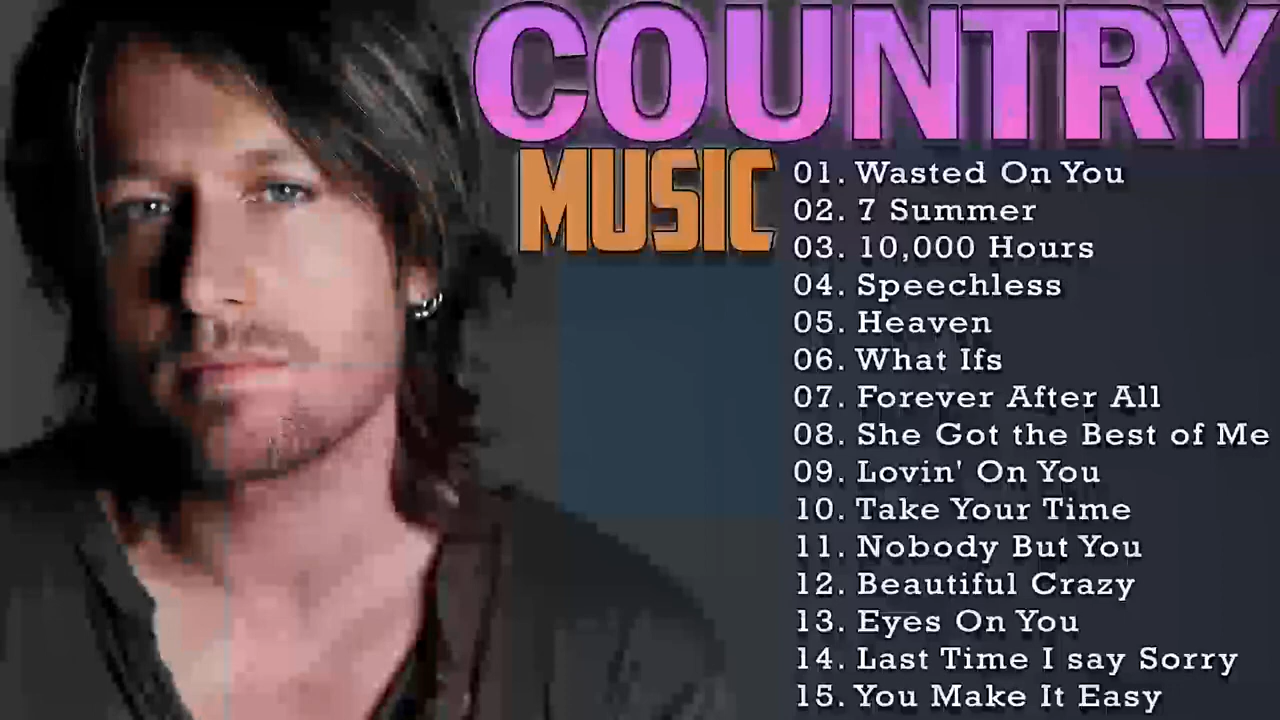 COUNTRY
MUSIC
01. Wasted On You
02. 7 Summer
03. 10,000 Hours
04. Speechless
05. Heaven
06. What Ifs
07. Forever After All
08. She Got the Best of Me
09. Lovin' On You
10. Take Your Time
11. Nobody But You
12. Beautiful Crazy
13. Eyes On You
14. Last Time I say Sorry
15. You Make It Easy